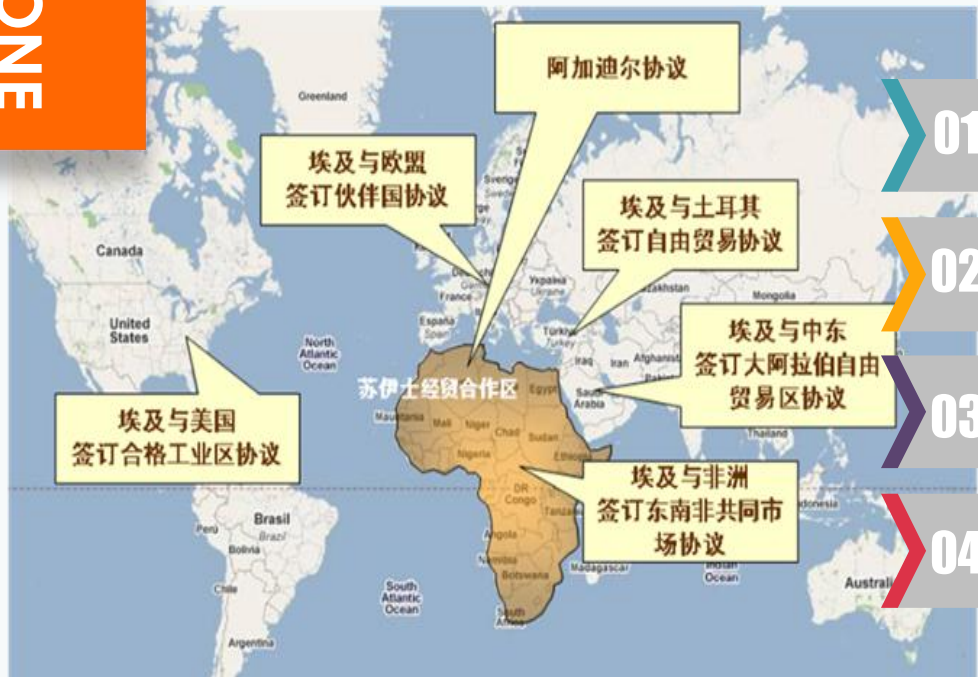 ONE
Greenland
阿加迪尔协议
埃及与欧盟
签订伙伴国协议
埃及与土耳其
签订自由贸易协议
01
02
03
04
Canada
United
States
North
Atlantic
Ocean
France
España
Spain
Україна
Ukraine
Türkiye
Turkey
Mongolia
Iraq
Iran
Afghanist
埃及与中东
签订大阿拉伯自由
贸易区协议
Saudi
Arabia
苏伊士经贸合作区
Egypt
Mali
Niger
Chad
Sudan
Nigeria
Ethiopia
Thailand
埃及与美国
签订合格工业区协议
埃及与非洲
签订东南非共同市
场协议
DR
Congo
Tanzan
Angola
Namibia
Botswana
South
Africa
Madagascar
Indian
Ocean
Perú
Brasil
Brazil
Bolivia
Chile
Argentina
South
Atlantic
Ocean
Australi